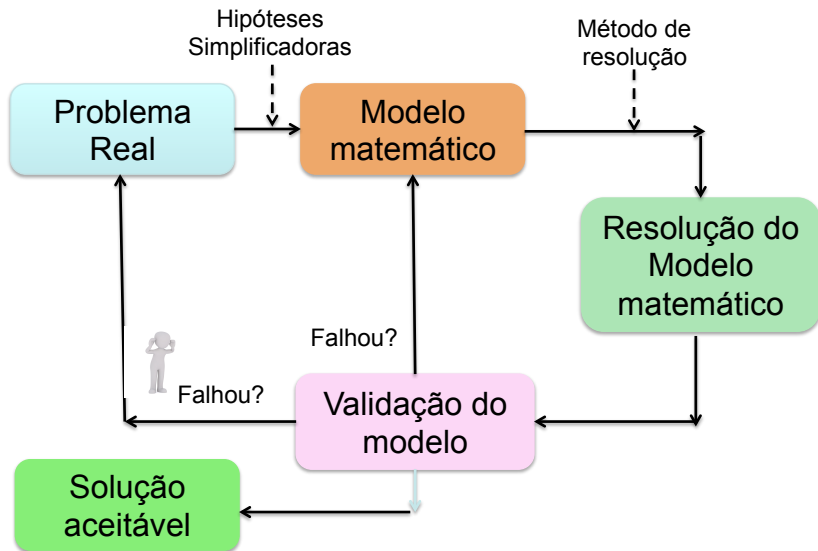 Hipóteses
Simplificadoras
Método de
resolução
Problema
Real
Modelo
matemático
Resolução do
Modelo
matemático
Falhou?
Falhou?
Validação do
modelo
Solução
aceitável